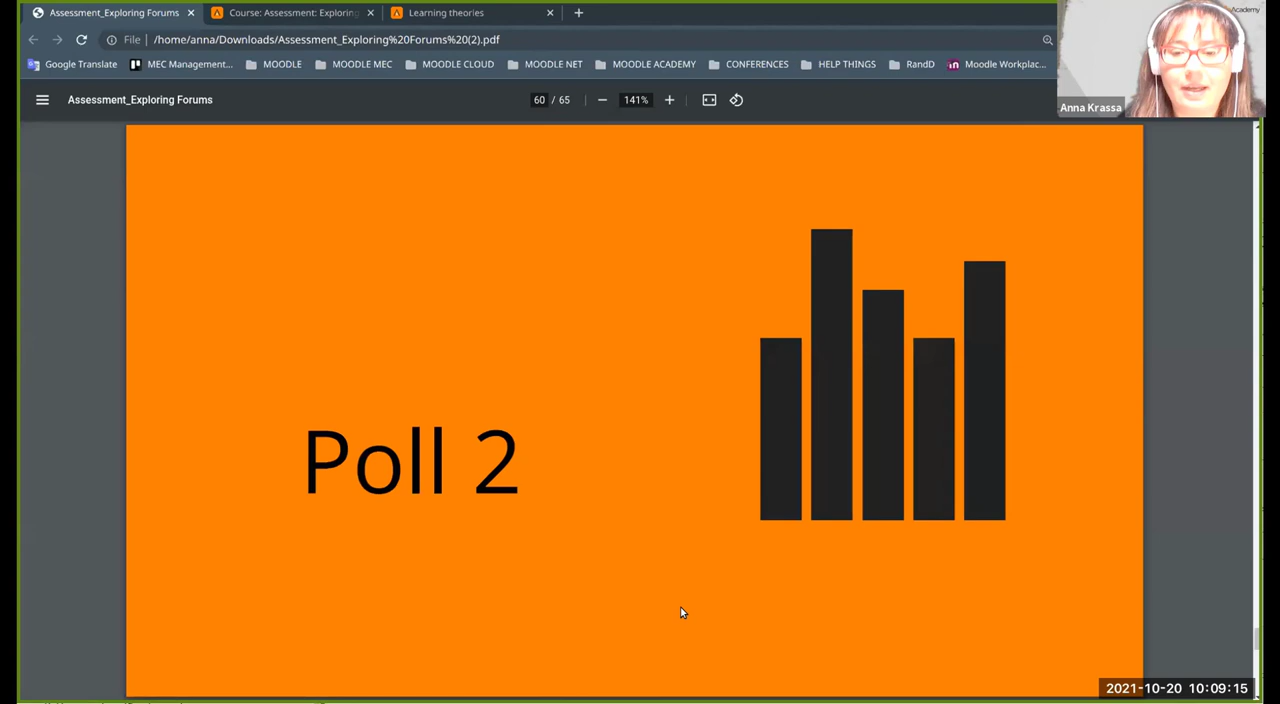 Assessment_Exploring Forums
Course: Assessment: Exploring
Learning theories
File
/home/anna/Downloads/Assessment_Exploring%20Forums%20(2).pdf
Google Translate
MEC Management...
MOODLE
MOODLE MEC
MOODLE CLOUD
MOODLE NET
MOODLE ACADEMY
CONFERENCES
HELP THINGS
RandD
Moodle Workplac...
Academy
Anna Krassa
Assessment_Exploring Forums
60 / 65
141%
Poll 2
2021-10-20 10:09:15